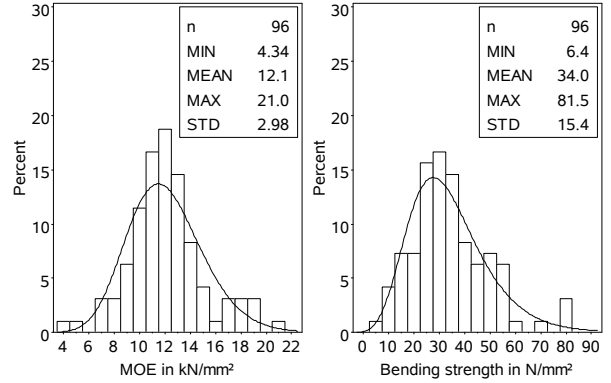 30
25
20
15
10
5
0
Percent
n 96
MIN 4.34
MEAN 12.1
MAX 21.0
STD 2.98
4 6 8 10 12 14 16 18 20 22
MOE in kN/mm²
30
25
20
15
10
5
0
Percent
n 96
MIN 6.4
MEAN 34.0
MAX 81.5
STD 15.4
0 10 20 30 40 50 60 70 80 90
Bending strength in N/mm²